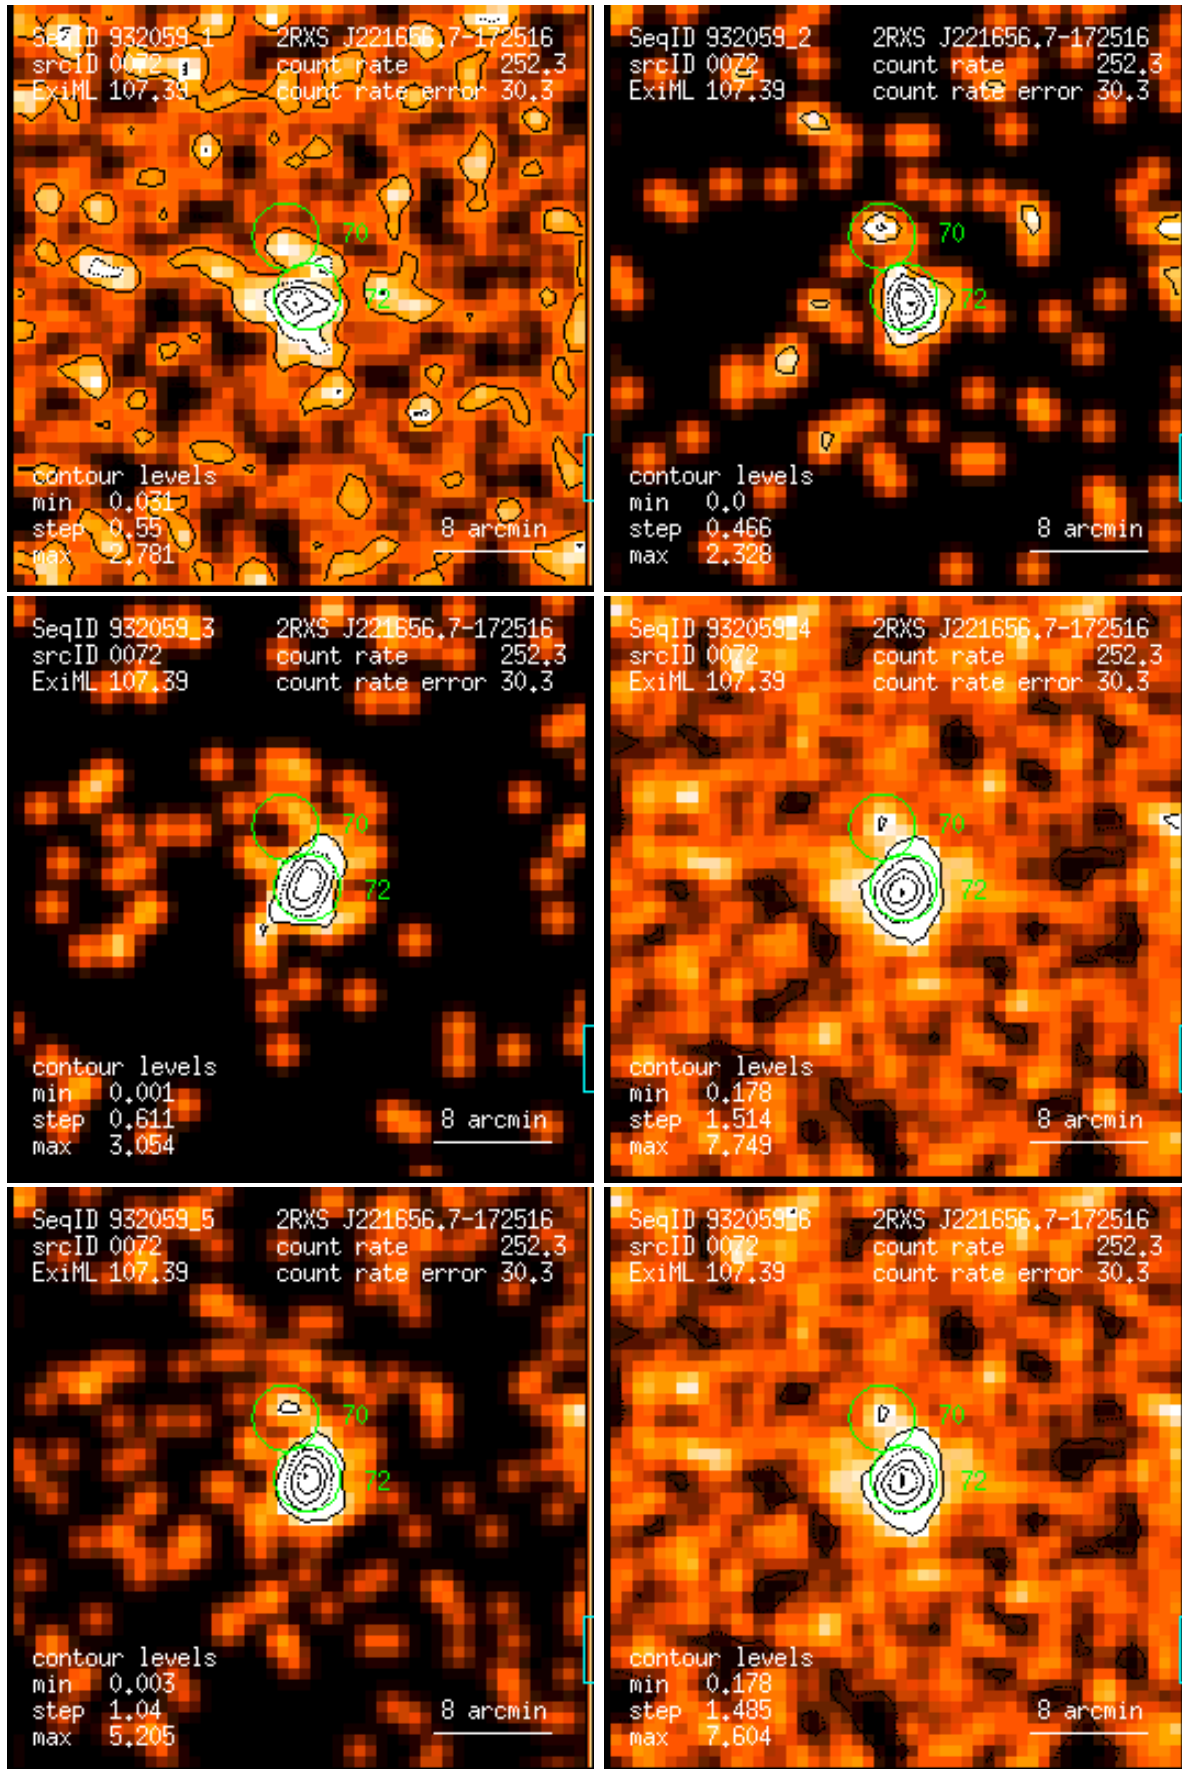 SeqID 932059_1 2RXS J221656.7-172516
srcID 0072 count rate 252.3
ExiML 107.39 count rate error 30.3
70
72
contour levels
min 0.031
step 0.55
max 2.781
8 arcmin
SeqID 932059_2 2RXS J221656.7-172516
srcID 0072 count rate 252.3
ExiML 107.39 count rate error 30.3
70
72
contour levels
min 0.0
step 0.466
max 2.328
8 arcmin
SeqID 932059_3 2RXS J221656.7-172516
srcID 0072 count rate 252.3
ExiML 107.39 count rate error 30.3
70
72
contour levels
min 0.001
step 0.611
max 3.054
8 arcmin
SeqID 932059_4 2RXS J221656.7-172516
srcID 0072 count rate 252.3
ExiML 107.39 count rate error 30.3
70
72
contour levels
min 0.178
step 1.514
max 7.749
8 arcmin
SeqID 932059_5 2RXS J221656.7-172516
srcID 0072 count rate 252.3
ExiML 107.39 count rate error 30.3
70
72
contour levels
min 0.003
step 1.04
max 5.205
8 arcmin
SeqID 932059_6 2RXS J221656.7-172516
srcID 0072 count rate 252.3
ExiML 107.39 count rate error 30.3
70
72
contour levels
min 0.178
step 1.485
max 7.604
8 arcmin